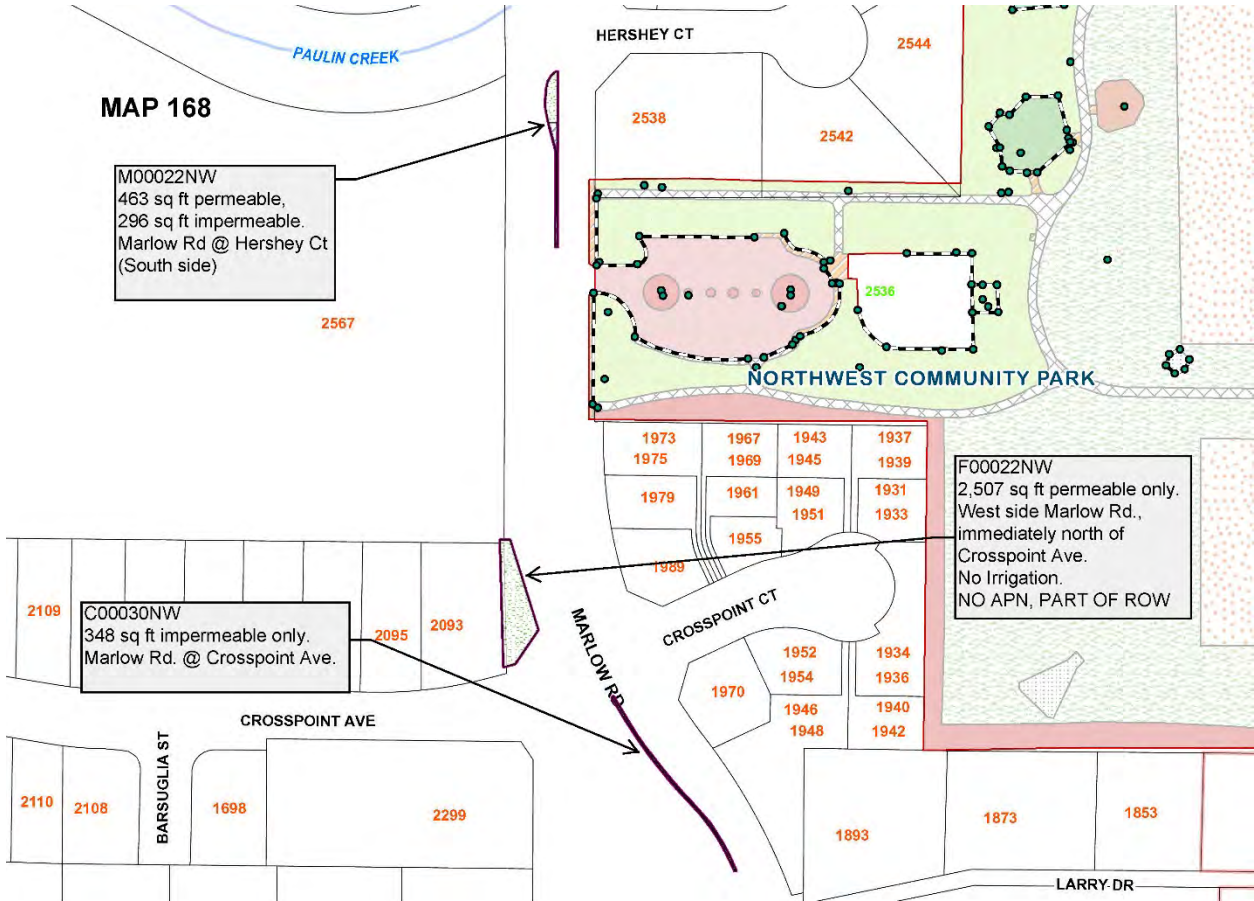 HERSHEY CT
2544
PAULIN CREEK
MAP 168
2538
2542
M00022NW
463 sq ft permeable,
296 sq ft impermeable.
Marlow Rd @ Hershey Ct
(South side)
2567
2536
NORTHWEST COMMUNITY PARK
1973
1975
1967
1969
1943
1945
1937
1939
1979
1961
1949
1951
1931
1933
1955
1989
F00022NW
2,507 sq ft permeable only.
West side Marlow Rd.,
immediately north of
Crosspoint Ave.
No Irrigation.
NO APN, PART OF ROW
2109
C00030NW
348 sq ft impermeable only.
Marlow Rd. @ Crosspoint Ave.
2095
2093
MARLOW RD
CROSSPOINT CT
1952
1954
1934
1936
1970
1946
1948
1940
1942
CROSSPOINT AVE
BARSUGLIA ST
2110
2108
1698
2299
1893
1873
1853
LARRY DR